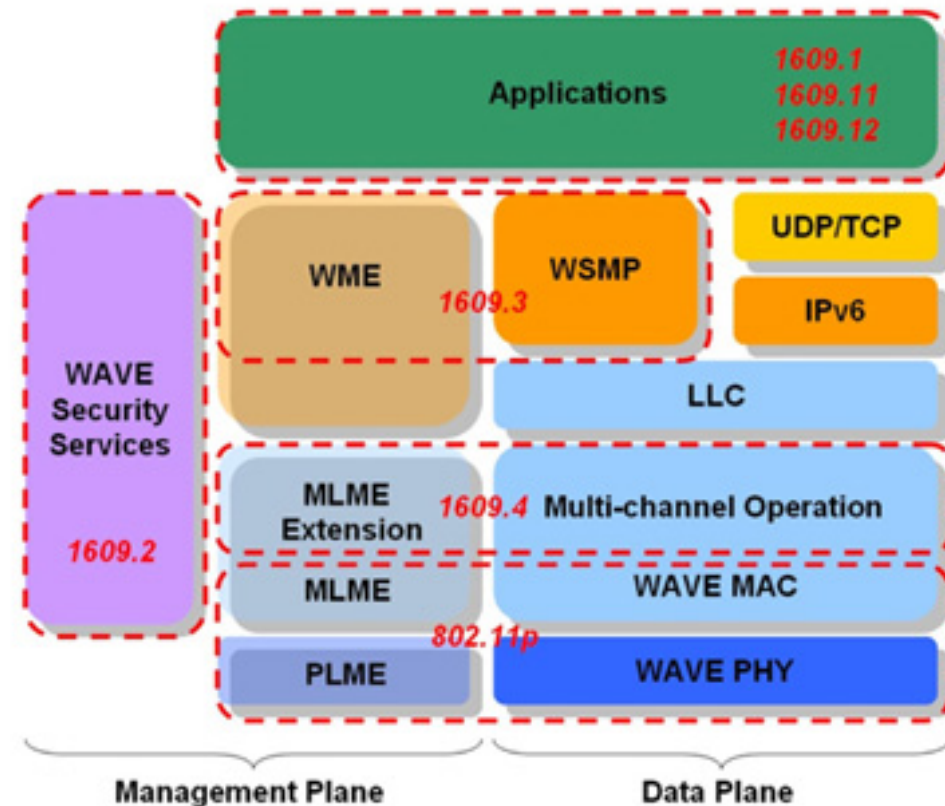 Applications
1609.1
1609.11
1609.12
WAVE
Security
Services
1609.2
WME
1609.3
WSMP
UDP/TCP
IPv6
LLC
MLME
Extension
1609.4
Multi-channel Operation
MLME
WAVE MAC
802.11p
PLME
WAVE PHY
Management Plane
Data Plane